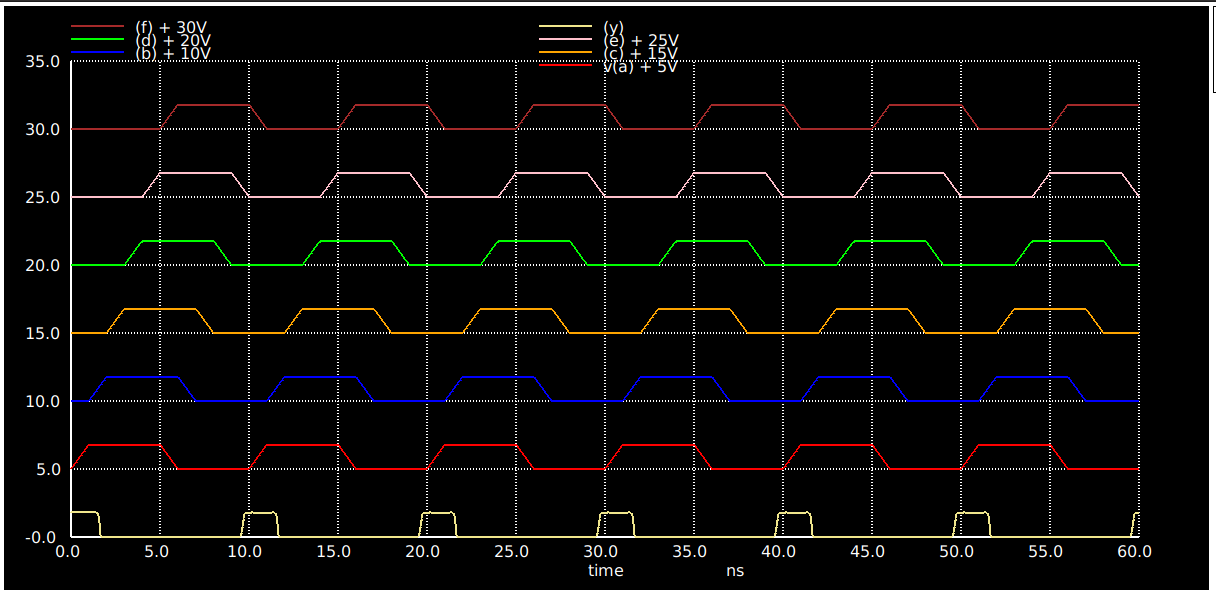 (f) + 30V (y)
(d) + 20V (e) + 25V
(b) + 10V (c) + 15V
v(a) + 5V
35.0
30.0
25.0
20.0
15.0
10.0
5.0
-0.0
0.0 5.0 10.0 15.0 20.0 25.0 30.0 35.0 40.0 45.0 50.0 55.0 60.0
time ns